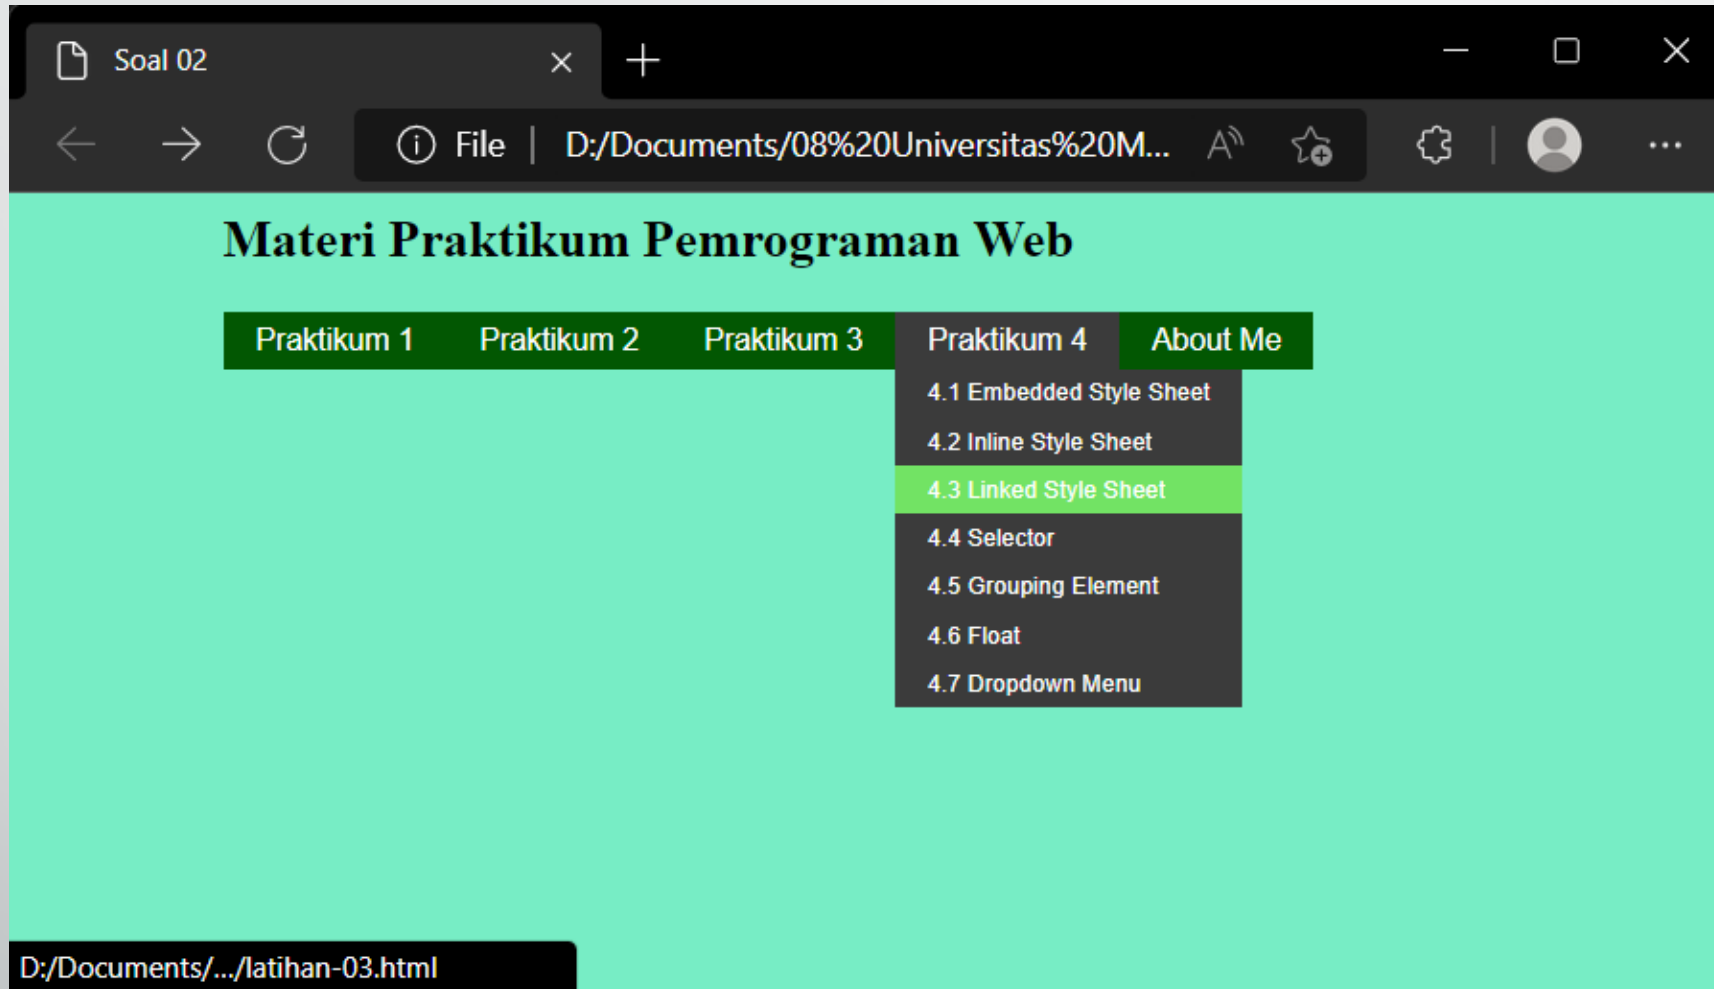 Soal 02
File | D:/Documents/08%20Universitas%20M...
Materi Praktikum Pemrograman Web
Praktikum 1 Praktikum 2 Praktikum 3 Praktikum 4 About Me
4.1 Embedded Style Sheet
4.2 Inline Style Sheet
4.3 Linked Style Sheet
4.4 Selector
4.5 Grouping Element
4.6 Float
4.7 Dropdown Menu
D:/Documents/.../latihan-03.html